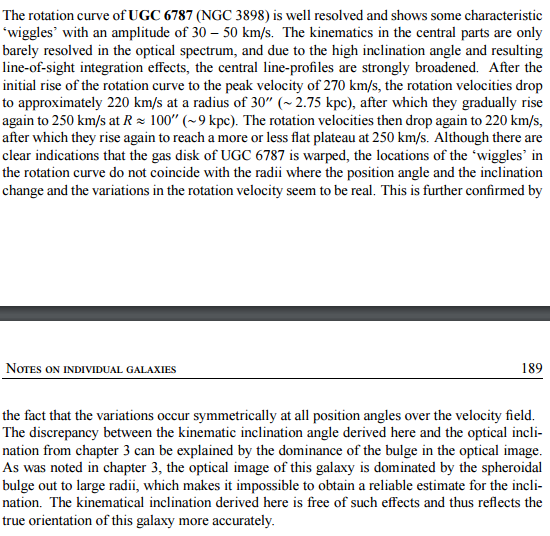 The rotation curve of UGC 6787 (NGC 3898) is well resolved and shows some characteristic
‘wiggles’ with an amplitude of 30 – 50 km/s. The kinematics in the central parts are only
barely resolved in the optical spectrum, and due to the high inclination angle and resulting
line-of-sight integration effects, the central line-profiles are strongly broadened. After the
initial rise of the rotation curve to the peak velocity of 270 km/s, the rotation velocities drop
to approximately 220 km/s at a radius of 30″ (∼ 2.75 kpc), after which they gradually rise
again to 250 km/s at R ≈ 100″ (∼9 kpc). The rotation velocities then drop again to 220 km/s,
after which they rise again to reach a more or less flat plateau at 250 km/s. Although there are
clear indications that the gas disk of UGC 6787 is warped, the locations of the ‘wiggles’ in
the rotation curve do not coincide with the radii where the position angle and the inclination
change and the variations in the rotation velocity seem to be real. This is further confirmed by
NOTES ON INDIVIDUAL GALAXIES 189
the fact that the variations occur symmetrically at all position angles over the velocity field.
The discrepancy between the kinematic inclination angle derived here and the optical incli-
nation from chapter 3 can be explained by the dominance of the bulge in the optical image.
As was noted in chapter 3, the optical image of this galaxy is dominated by the spheroidal
bulge out to large radii, which makes it impossible to obtain a reliable estimate for the incli-
nation. The kinematical inclination derived here is free of such effects and thus reflects the
true orientation of this galaxy more accurately.